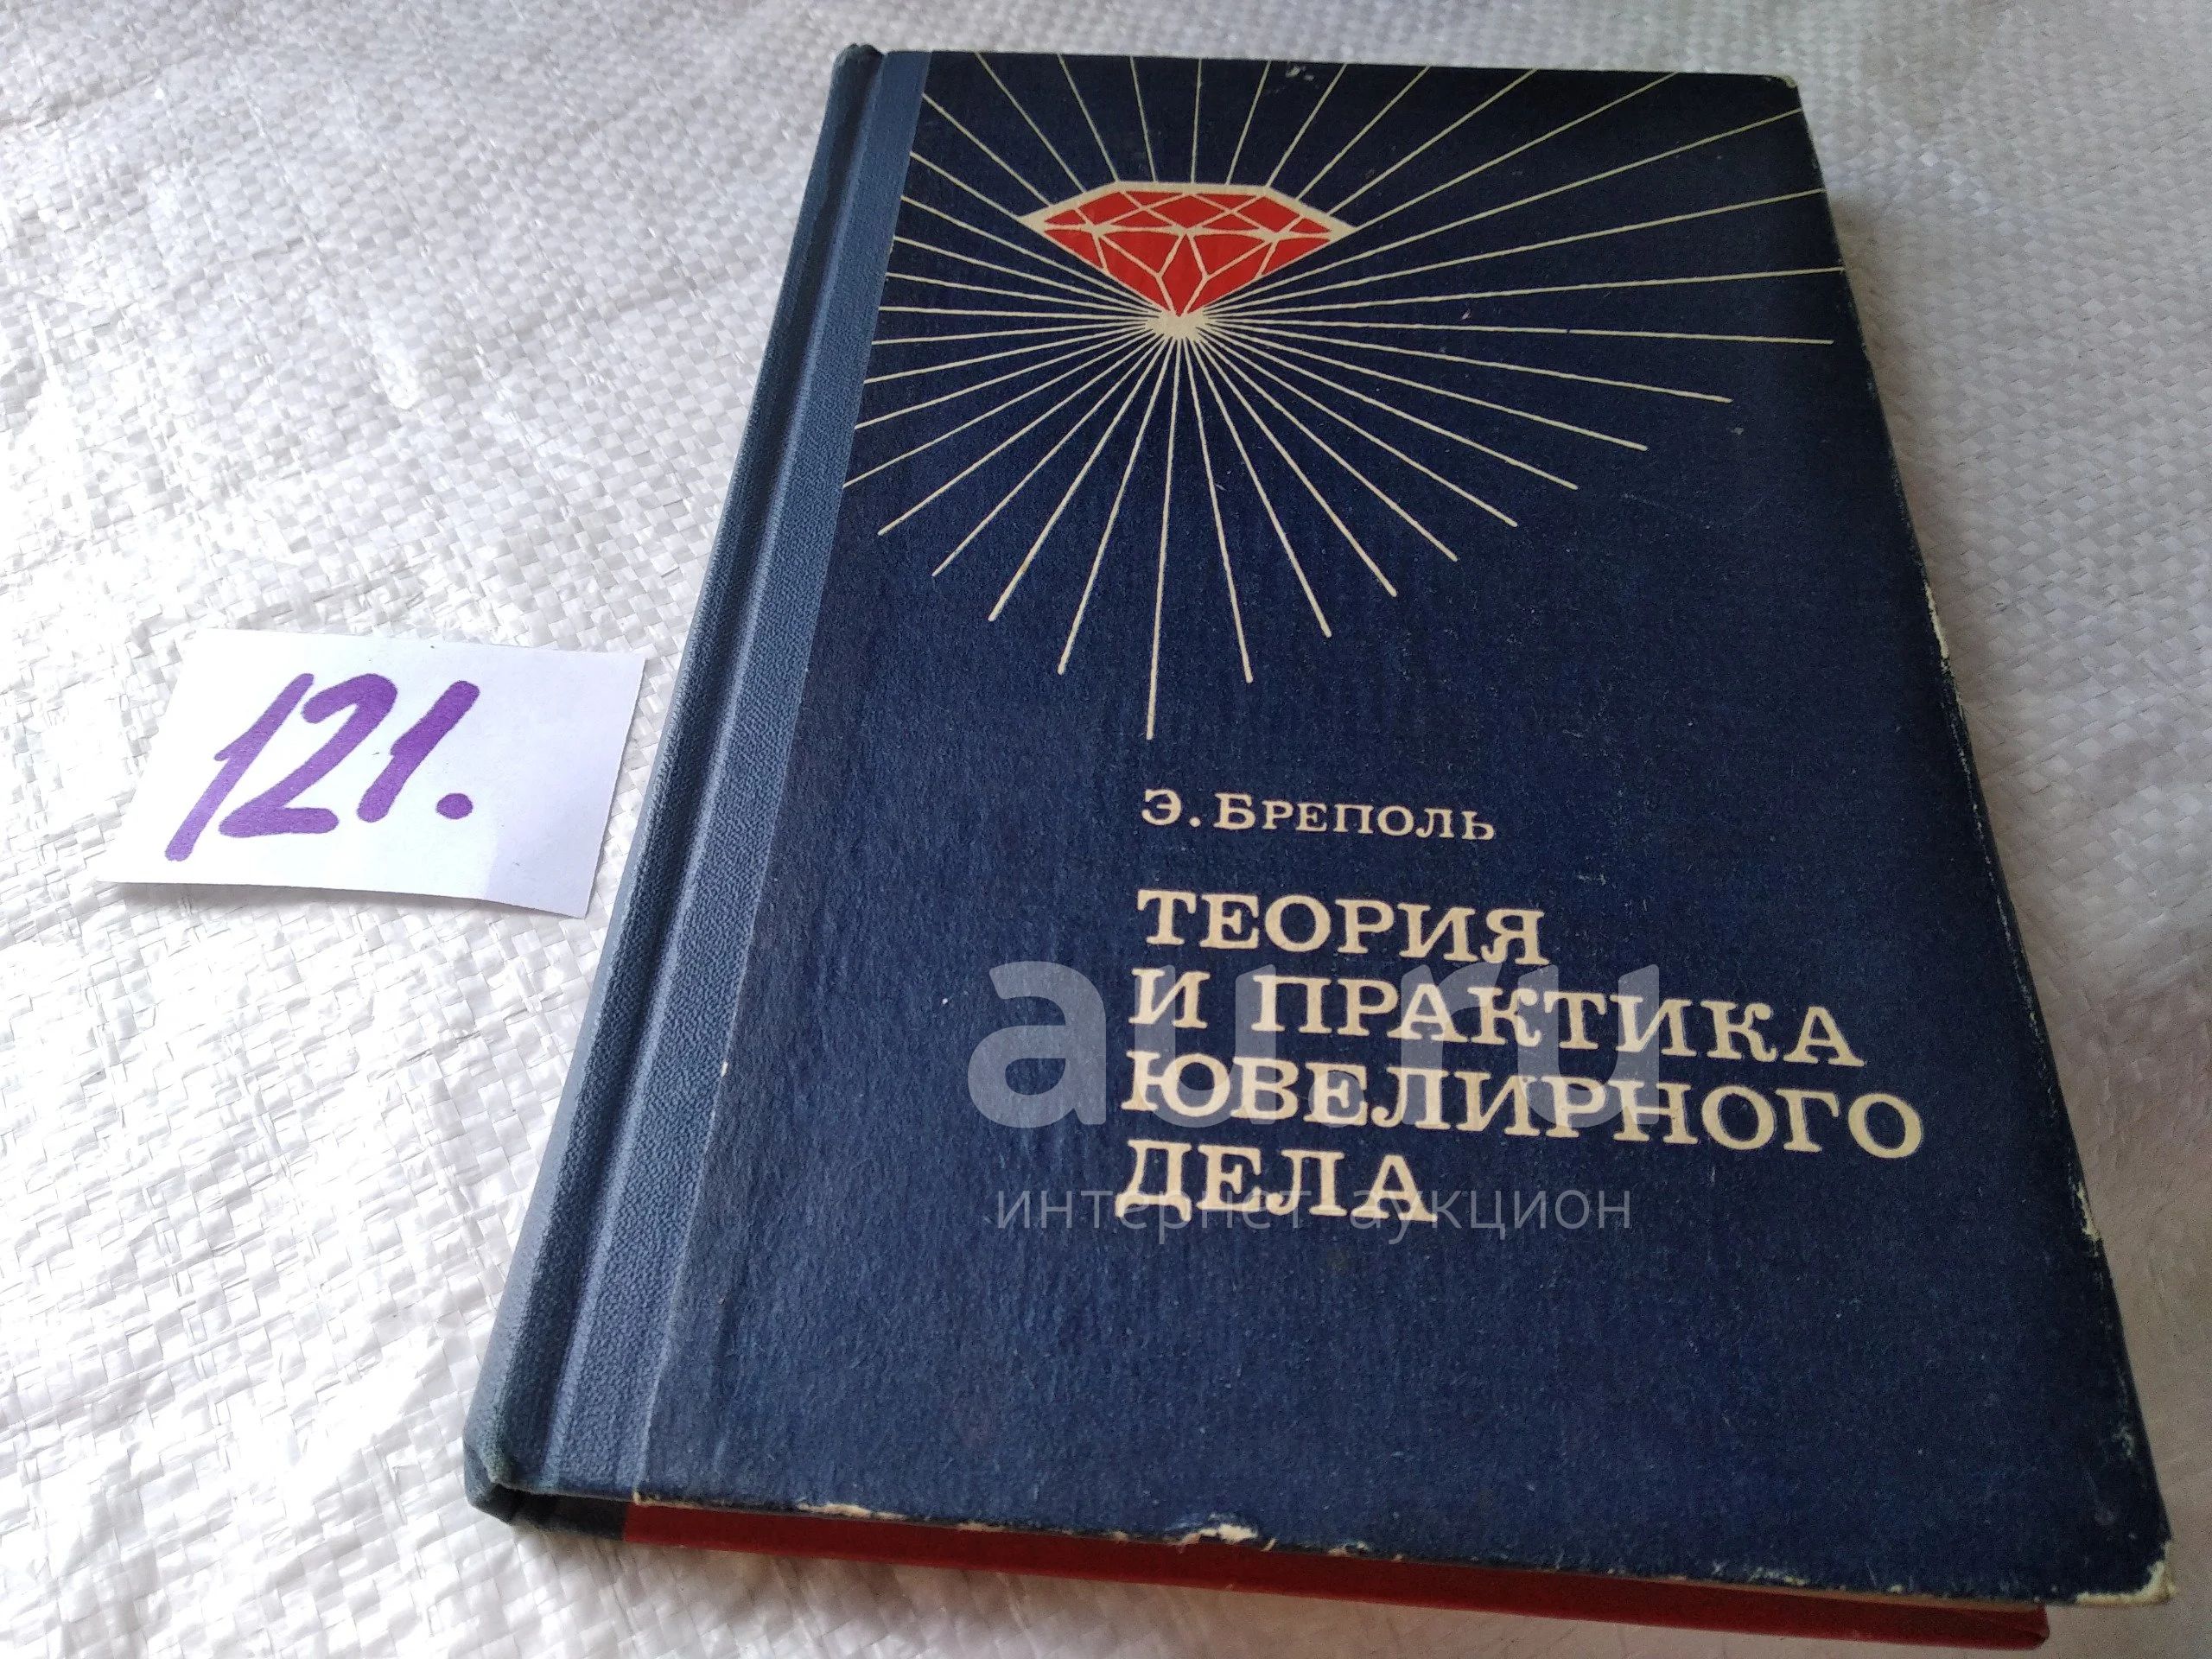 121.
Э. БРЕПОЛЬ
ТЕОРИЯ
И ПРАКТИКА
ЮВЕЛИРНОГО
ДЕЛА
au.ru
интернет-аукцион